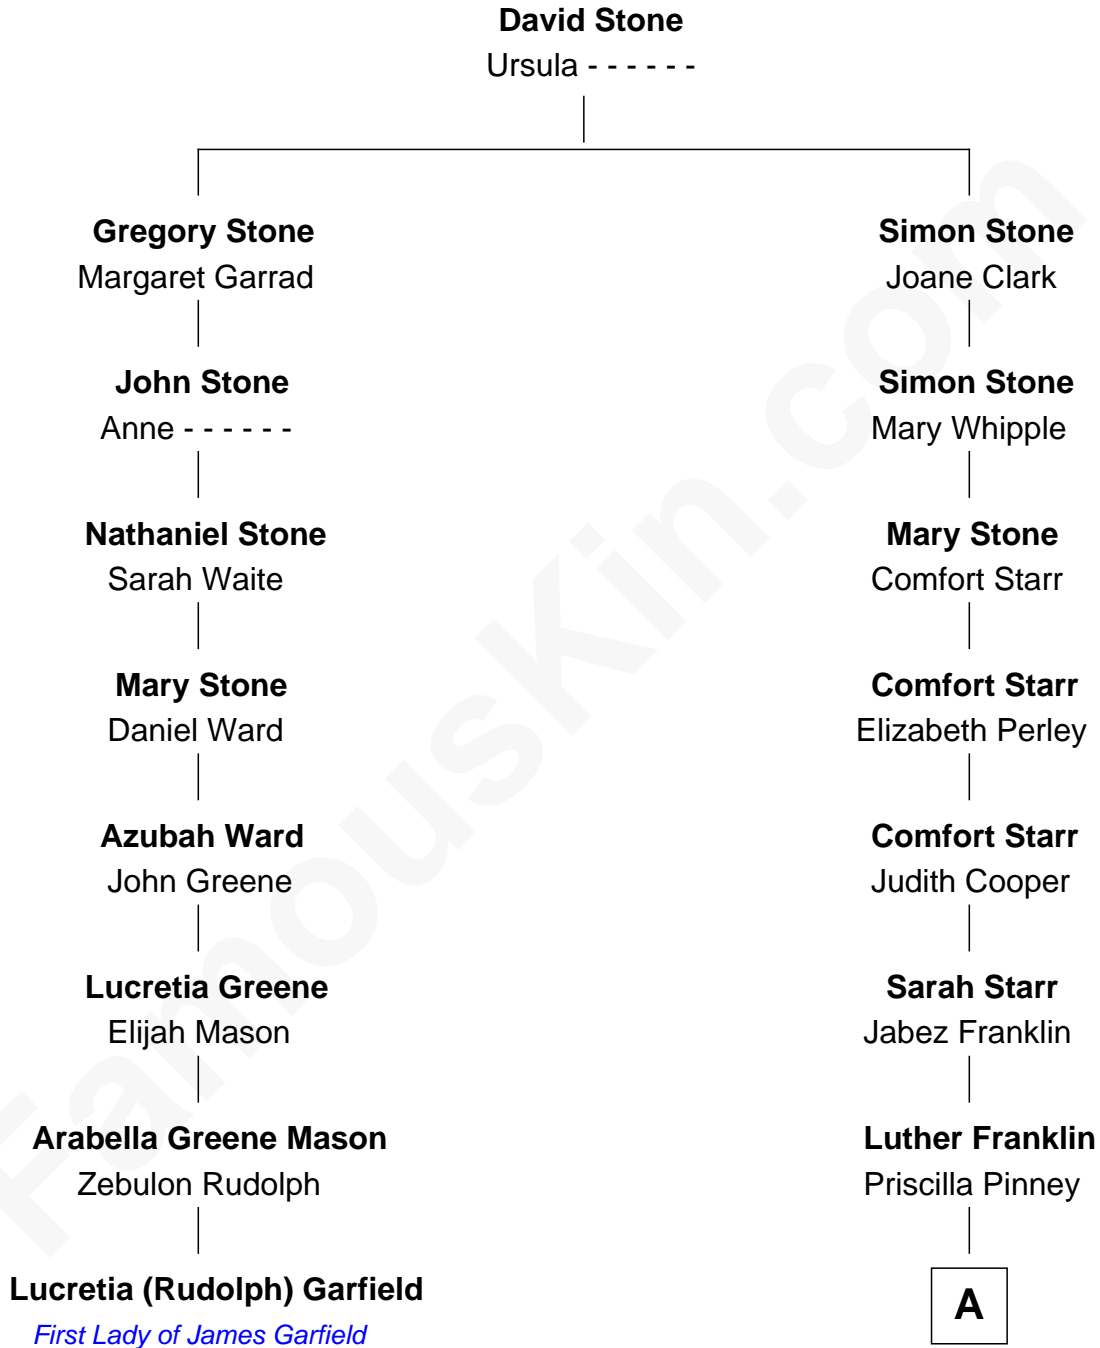 David Stone
Ursula - - - - - -
Gregory Stone
Margaret Garrad
Simon Stone
Joane Clark
John Stone
Anne - - - - - -
Simon Stone
Mary Whipple
Nathaniel Stone
Sarah Waite
Mary Stone
Comfort Starr
Mary Stone
Daniel Ward
Comfort Starr
Elizabeth Perley
Azubah Ward
John Greene
Comfort Starr
Judith Cooper
Lucretia Greene
Elijah Mason
Sarah Starr
Jabez Franklin
Arabella Greene Mason
Zebulon Rudolph
Luther Franklin
Priscilla Pinney
Lucretia (Rudolph) Garfield
First Lady of James Garfield
A
FamousKin.com